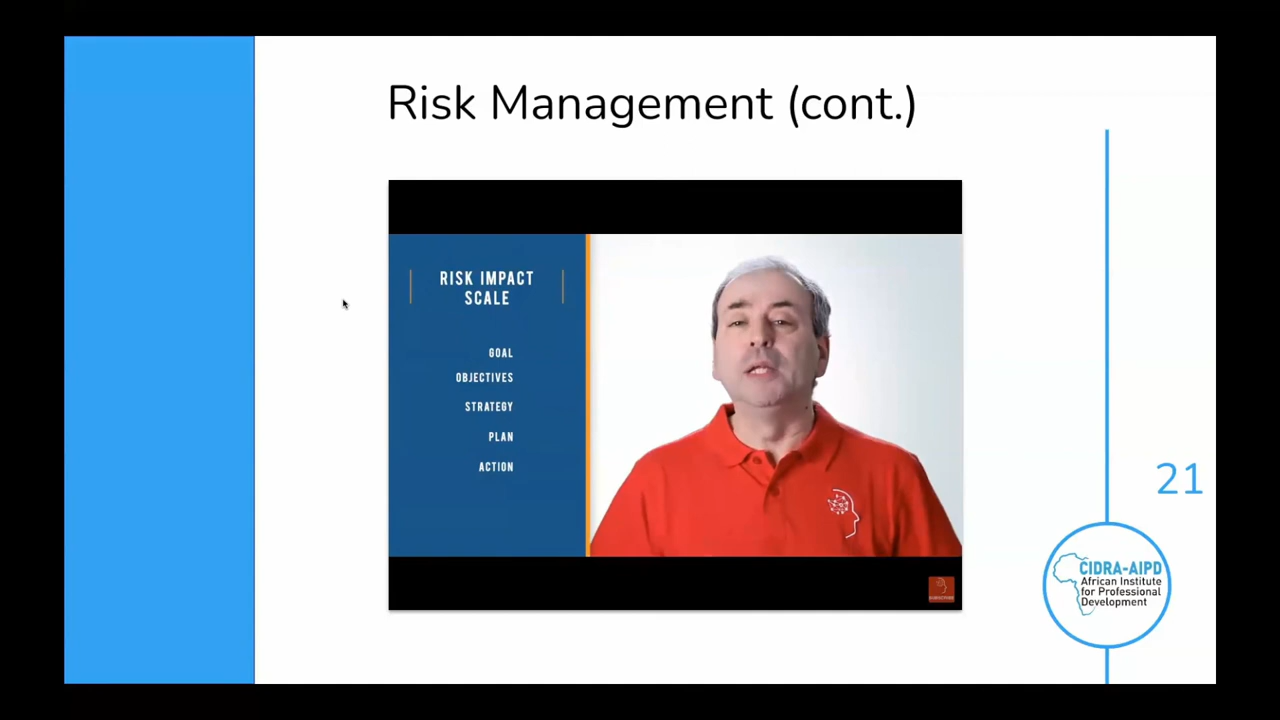 Risk Management (cont.)
RISK IMPACT
SCALE
GOAL
OBJECTIVES
STRATEGY
PLAN
ACTION
21
CIDRA-AIPD
African Institute
for Professional
Development
SUBSCRIBE